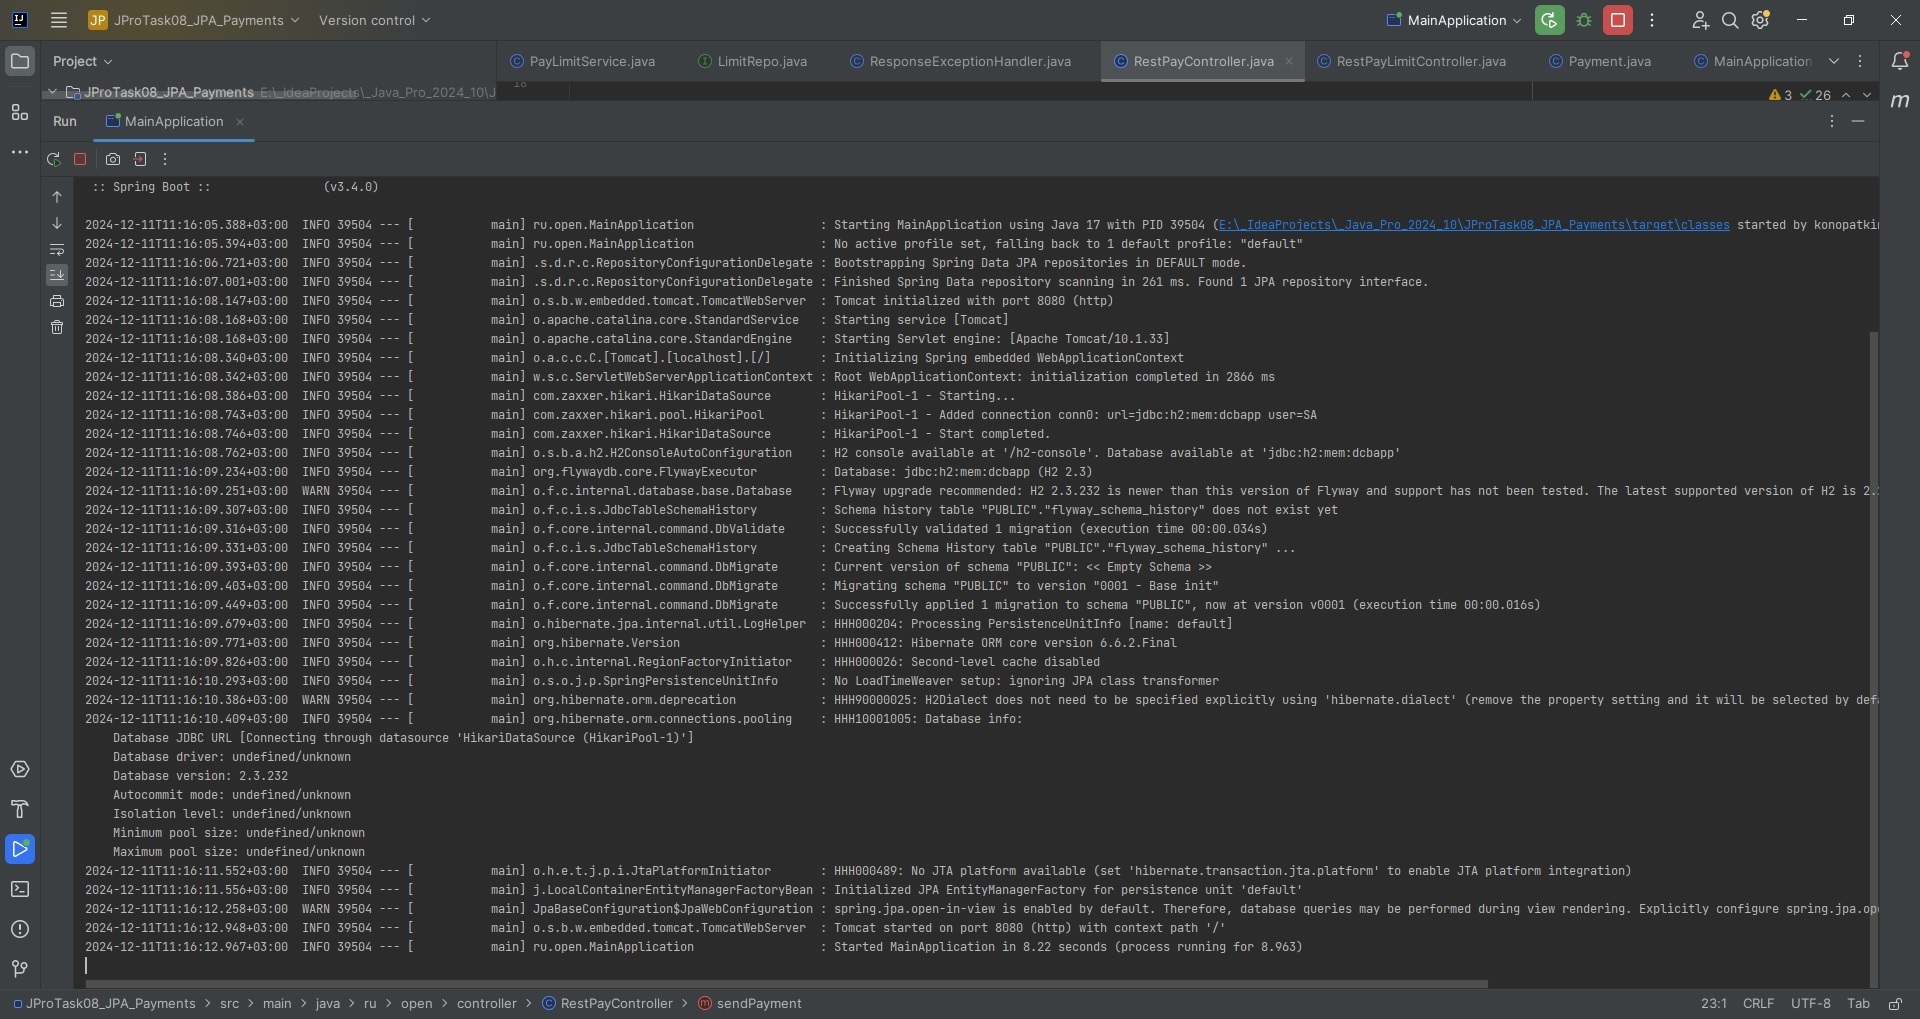 JP JProTask08_JPA_Payments Version control MainApplication
Project PayLimitService.java LimitRepo.java ResponseExceptionHandler.java RestPayController.java RestPayLimitController.java Payment.java MainApplication
JProTask08_JPA_Payments E:\_IdeaProjects\_Java_Pro_2024_10\J 18 3 26
Run MainApplication
:: Spring Boot :: (v3.4.0)
2024-12-11T11:16:05.388+03:00 INFO 39504 --- [ main] ru.open.MainApplication : Starting MainApplication using Java 17 with PID 39504 (E:\_IdeaProjects\_Java_Pro_2024_10\JProTask08_JPA_Payments\target\classes started by konopatkin
2024-12-11T11:16:05.394+03:00 INFO 39504 --- [ main] ru.open.MainApplication : No active profile set, falling back to 1 default profile: "default"
2024-12-11T11:16:06.721+03:00 INFO 39504 --- [ main] .s.d.r.c.RepositoryConfigurationDelegate : Bootstrapping Spring Data JPA repositories in DEFAULT mode.
2024-12-11T11:16:07.001+03:00 INFO 39504 --- [ main] .s.d.r.c.RepositoryConfigurationDelegate : Finished Spring Data repository scanning in 261 ms. Found 1 JPA repository interface.
2024-12-11T11:16:08.147+03:00 INFO 39504 --- [ main] o.s.b.w.embedded.tomcat.TomcatWebServer : Tomcat initialized with port 8080 (http)
2024-12-11T11:16:08.168+03:00 INFO 39504 --- [ main] o.apache.catalina.core.StandardService : Starting service [Tomcat]
2024-12-11T11:16:08.168+03:00 INFO 39504 --- [ main] o.apache.catalina.core.StandardEngine : Starting Servlet engine: [Apache Tomcat/10.1.33]
2024-12-11T11:16:08.340+03:00 INFO 39504 --- [ main] o.a.c.c.C.[Tomcat].[localhost].[/] : Initializing Spring embedded WebApplicationContext
2024-12-11T11:16:08.342+03:00 INFO 39504 --- [ main] w.s.c.ServletWebServerApplicationContext : Root WebApplicationContext: initialization completed in 2866 ms
2024-12-11T11:16:08.386+03:00 INFO 39504 --- [ main] com.zaxxer.hikari.HikariDataSource : HikariPool-1 - Starting...
2024-12-11T11:16:08.743+03:00 INFO 39504 --- [ main] com.zaxxer.hikari.pool.HikariPool : HikariPool-1 - Added connection conn0: url=jdbc:h2:mem:dcbapp user=SA
2024-12-11T11:16:08.746+03:00 INFO 39504 --- [ main] com.zaxxer.hikari.HikariDataSource : HikariPool-1 - Start completed.
2024-12-11T11:16:08.762+03:00 INFO 39504 --- [ main] o.s.b.a.h2.H2ConsoleAutoConfiguration : H2 console available at '/h2-console'. Database available at 'jdbc:h2:mem:dcbapp'
2024-12-11T11:16:09.234+03:00 INFO 39504 --- [ main] org.flywaydb.core.FlywayExecutor : Database: jdbc:h2:mem:dcbapp (H2 2.3)
2024-12-11T11:16:09.251+03:00 WARN 39504 --- [ main] o.f.c.internal.database.base.Database : Flyway upgrade recommended: H2 2.3.232 is newer than this version of Flyway and support has not been tested. The latest supported version of H2 is 2.
2024-12-11T11:16:09.307+03:00 INFO 39504 --- [ main] o.f.c.i.s.JdbcTableSchemaHistory : Schema history table "PUBLIC"."flyway_schema_history" does not exist yet
2024-12-11T11:16:09.316+03:00 INFO 39504 --- [ main] o.f.core.internal.command.DbValidate : Successfully validated 1 migration (execution time 00:00.034s)
2024-12-11T11:16:09.331+03:00 INFO 39504 --- [ main] o.f.c.i.s.JdbcTableSchemaHistory : Creating Schema History table "PUBLIC"."flyway_schema_history" ...
2024-12-11T11:16:09.393+03:00 INFO 39504 --- [ main] o.f.core.internal.command.DbMigrate : Current version of schema "PUBLIC": << Empty Schema >>
2024-12-11T11:16:09.403+03:00 INFO 39504 --- [ main] o.f.core.internal.command.DbMigrate : Migrating schema "PUBLIC" to version "0001 - Base init"
2024-12-11T11:16:09.449+03:00 INFO 39504 --- [ main] o.f.core.internal.command.DbMigrate : Successfully applied 1 migration to schema "PUBLIC", now at version v0001 (execution time 00:00.016s)
2024-12-11T11:16:09.679+03:00 INFO 39504 --- [ main] o.hibernate.jpa.internal.util.LogHelper : HHH000204: Processing PersistenceUnitInfo [name: default]
2024-12-11T11:16:09.771+03:00 INFO 39504 --- [ main] org.hibernate.Version : HHH000412: Hibernate ORM core version 6.6.2.Final
2024-12-11T11:16:09.826+03:00 INFO 39504 --- [ main] o.h.c.internal.RegionFactoryInitiator : HHH000026: Second-level cache disabled
2024-12-11T11:16:10.293+03:00 INFO 39504 --- [ main] o.s.o.j.p.SpringPersistenceUnitInfo : No LoadTimeWeaver setup: ignoring JPA class transformer
2024-12-11T11:16:10.386+03:00 WARN 39504 --- [ main] org.hibernate.orm.deprecation : HHH90000025: H2Dialect does not need to be specified explicitly using 'hibernate.dialect' (remove the property setting and it will be selected by def
2024-12-11T11:16:10.409+03:00 INFO 39504 --- [ main] org.hibernate.orm.connections.pooling : HHH10001005: Database info:
Database JDBC URL [Connecting through datasource 'HikariDataSource (HikariPool-1)']
Database driver: undefined/unknown
Database version: 2.3.232
Autocommit mode: undefined/unknown
Isolation level: undefined/unknown
Minimum pool size: undefined/unknown
Maximum pool size: undefined/unknown
2024-12-11T11:16:11.552+03:00 INFO 39504 --- [ main] o.h.e.t.j.p.i.JtaPlatformInitiator : HHH000489: No JTA platform available (set 'hibernate.transaction.jta.platform' to enable JTA platform integration)
2024-12-11T11:16:11.556+03:00 INFO 39504 --- [ main] j.LocalContainerEntityManagerFactoryBean : Initialized JPA EntityManagerFactory for persistence unit 'default'
2024-12-11T11:16:12.258+03:00 WARN 39504 --- [ main] JpaBaseConfiguration$JpaWebConfiguration : spring.jpa.open-in-view is enabled by default. Therefore, database queries may be performed during view rendering. Explicitly configure spring.jpa.op
2024-12-11T11:16:12.948+03:00 INFO 39504 --- [ main] o.s.b.w.embedded.tomcat.TomcatWebServer : Tomcat started on port 8080 (http) with context path '/'
2024-12-11T11:16:12.967+03:00 INFO 39504 --- [ main] ru.open.MainApplication : Started MainApplication in 8.22 seconds (process running for 8.963)
JProTask08_JPA_Payments > src > main > java > ru > open > controller > RestPayController > sendPayment 23:1 CRLF UTF-8 Tab